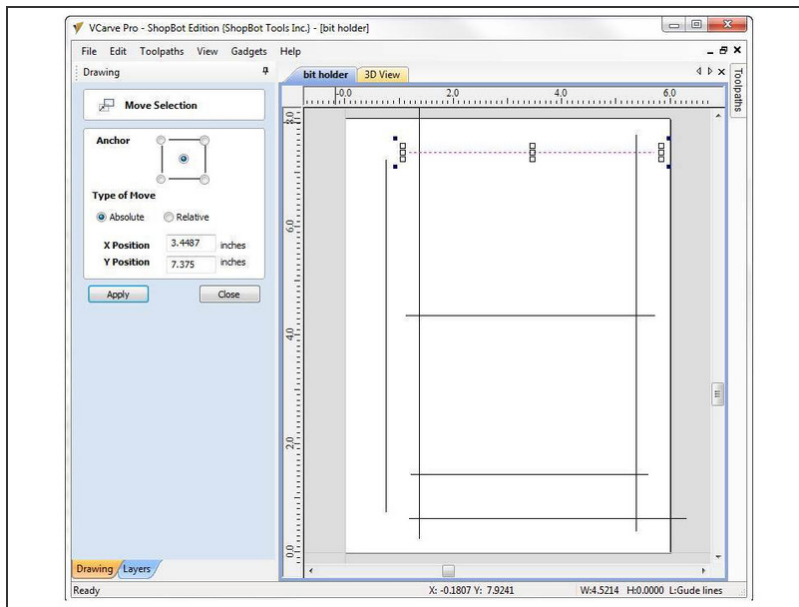 VCarve Pro - ShopBot Edition {ShopBot Tools Inc.} - [bit holder]
File Edit Toolpaths View Gadgets Help
Drawing
bit holder 3D View
Toolpaths
Move Selection
-0.0 2.0 4.0 6.0
8.0
Anchor
Type of Move
Absolute Relative
6.0
X Position 3.4487 inches
Y Position 7.375 inches
Apply Close
4.0
2.0
0.0
Drawing Layers
Ready X: -0.1807 Y: 7.9241 W:4.5214 H:0.0000 L:Gude lines